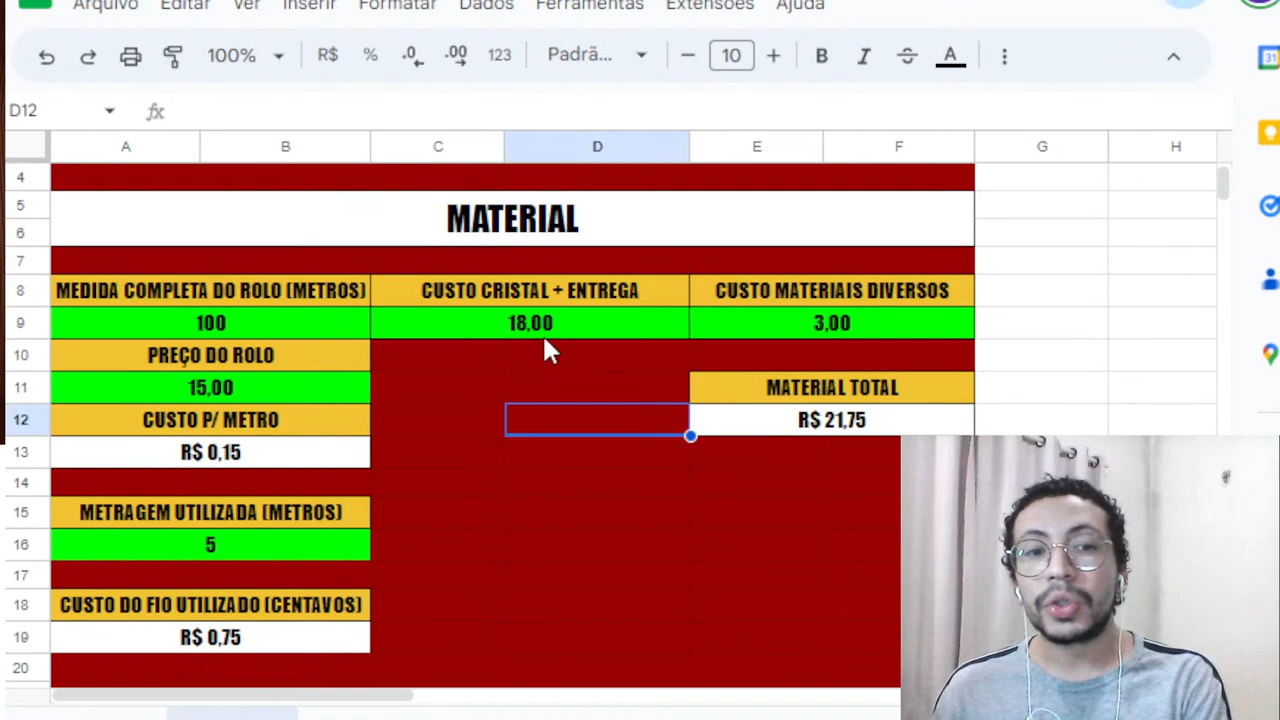 Arquivo Editar Ver Inserir Formatar Dados Ferramentas Extensões Ajuda
100% R$ % .0 .00 123 Padrã... − 10 + B I S A
D12 fx
A B C D E F G H
4
5
MATERIAL
6
7
8 MEDIDA COMPLETA DO ROLO (METROS) CUSTO CRISTAL + ENTREGA CUSTO MATERIAIS DIVERSOS
9 100 18,00 3,00
10 PREÇO DO ROLO
11 15,00 MATERIAL TOTAL
12 CUSTO P/ METRO R$ 21,75
13 R$ 0,15
14
15 METRAGEM UTILIZADA (METROS)
16 5
17
18 CUSTO DO FIO UTILIZADO (CENTAVOS)
19 R$ 0,75
20
31